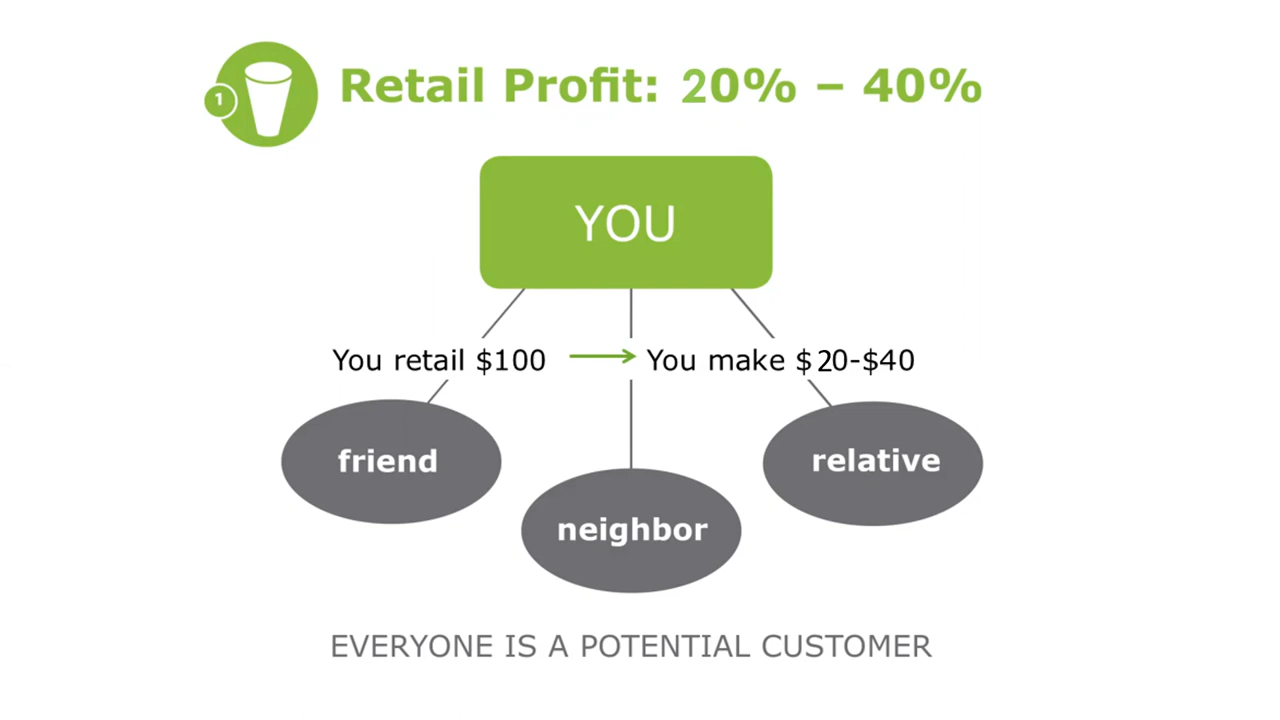 1
Retail Profit: 20% – 40%
YOU
You retail $100 → You make $20-$40
friend
neighbor
relative
EVERYONE IS A POTENTIAL CUSTOMER